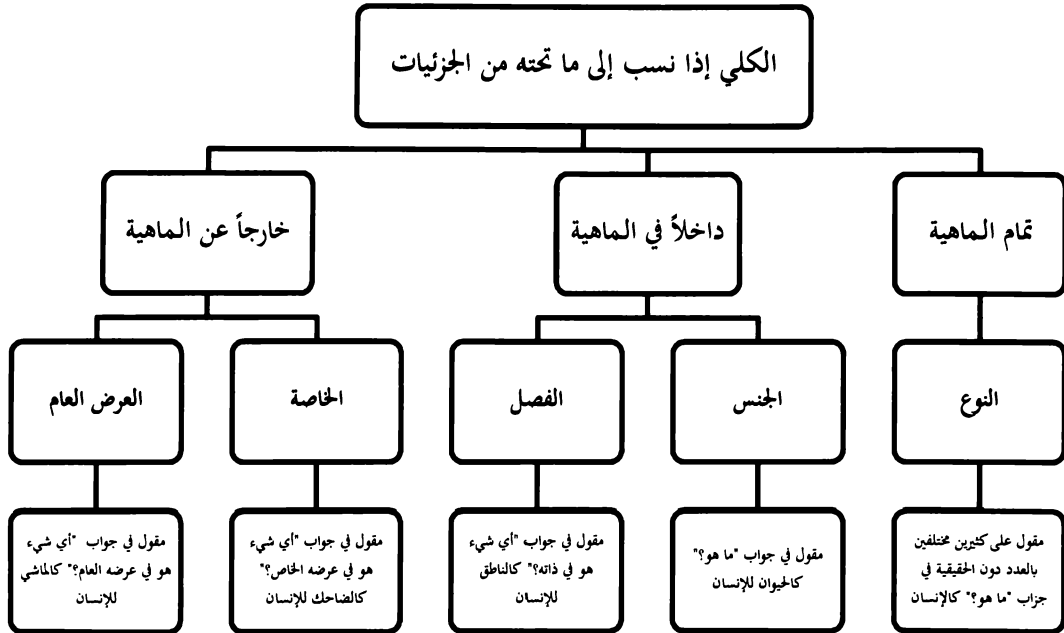 الكلي إذا نسب إلى ما تحته من الجزئيات
تمام الماهية
داخلاً في الماهية
خارجاً عن الماهية
النوع
الجنس
الفصل
الخاصة
العرض العام
مقول على كثيرين مختلفين
بالعدد دون الحقيقية في
جزاب "ما هو؟" كالإنسان
مقول في جواب "ما هو؟"
كالحيوان للإنسان
مقول في جواب "أي شيء
هو في ذاته؟" كالناطق
للإنسان
مقول في جواب "أي شيء
هو في عرضه الخاص؟"
كالضاحك للإنسان
مقول في جواب "أي شيء
هو في عرضه العام؟" كالماشي
للإنسان